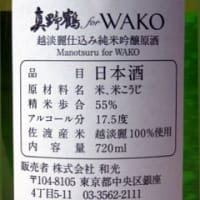 真野鶴 for WAKO
越淡麗仕込み純米吟醸原酒
Manotsuru for WAKO
品目 日本酒
原材料名 米、米こうじ
精米歩合 55%
アルコール分 17.5度
佐渡産米 越淡麗100%使用
内容量 720ml
販売者 株式会社 和光
〒104-8105 東京都中央区銀座
4丁目5-11 03-3562-2111